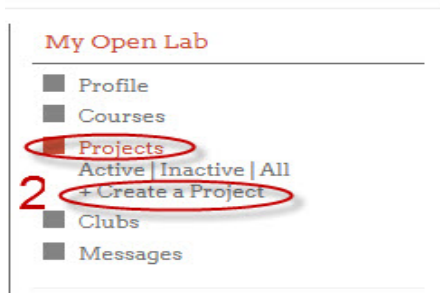 My Open Lab
Profile
Courses
Projects
Active | Inactive | All
2 + Create a Project
Clubs
Messages